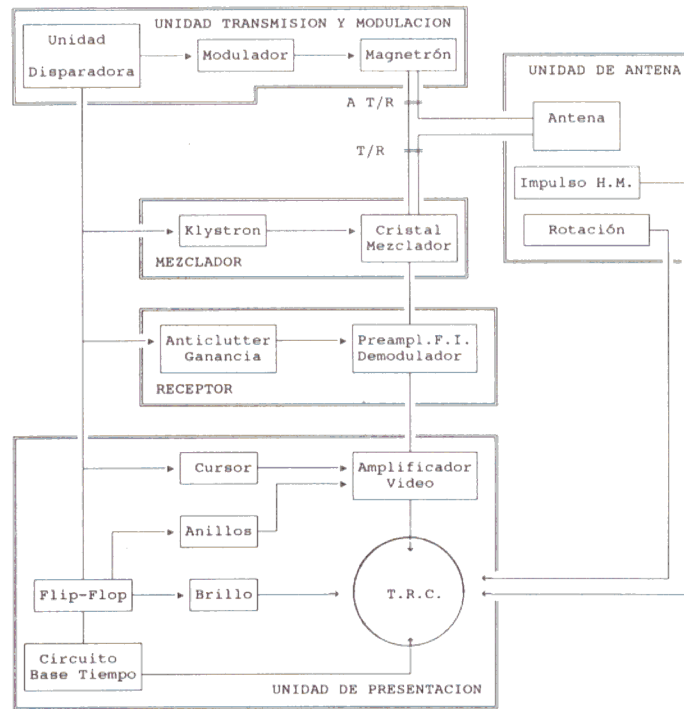 UNIDAD TRANSMISION Y MODULACION
Unidad
Disparadora
Modulador
Magnetrón
UNIDAD DE ANTENA
A T/R
Antena
T/R
Impulso H.M.
Klystron
Cristal
Mezclador
Rotación
MEZCLADOR
Anticlutter
Ganancia
Preampl.F.I.
Demodulador
RECEPTOR
Cursor
Amplificador
Video
Anillos
Flip-Flop
Brillo
T.R.C.
Circuito
Base Tiempo
UNIDAD DE PRESENTACION